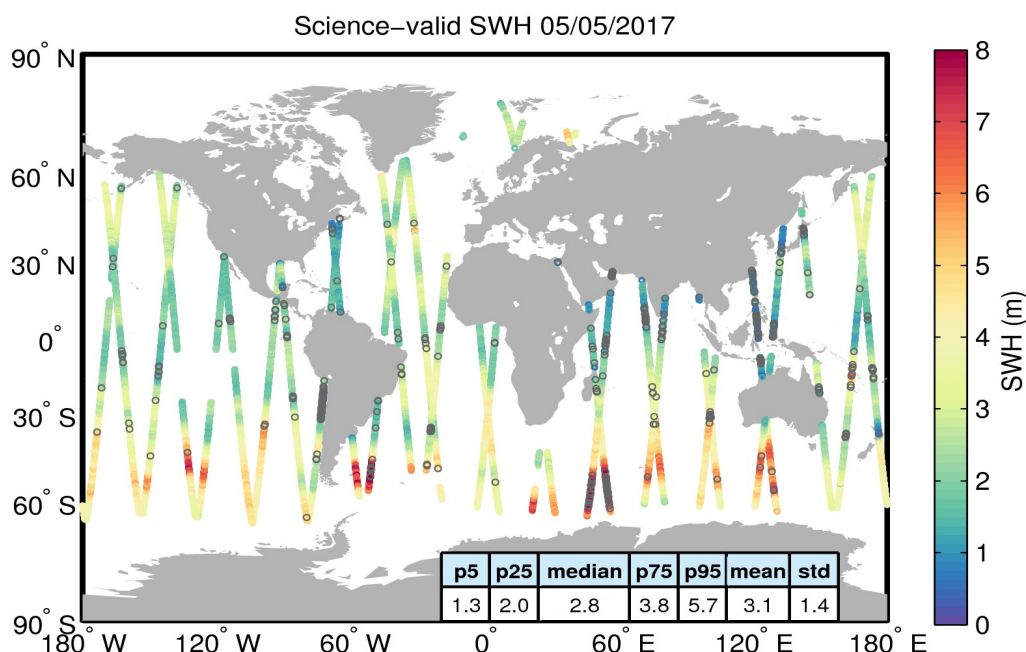 Science−valid SWH 05/05/2017
90° N
60° N
30° N
0°
30° S
60° S
90° S
180° W
120° W
60° W
0°
60° E
120° E
180° E
p5 p25 median p75 p95 mean std
1.3 2.0 2.8 3.8 5.7 3.1 1.4
8
7
6
5
4
3
2
1
0
SWH (m)